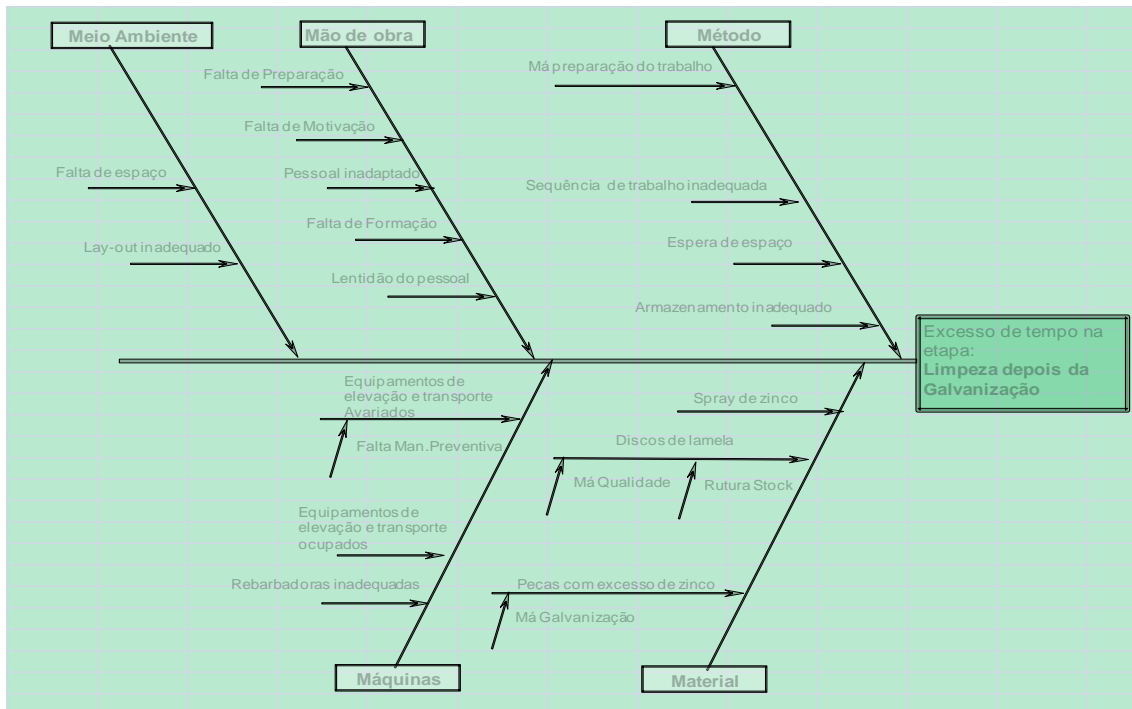 Meio Ambiente
Mão de obra
Método
Falta de Preparação
Má preparação do trabalho
Falta de Motivação
Falta de espaço
Pessoal inadaptado
Sequência de trabalho inadequada
Falta de Formação
Lay-out inadequado
Espera de espaço
Lentidão do pessoal
Armazenamento inadequado
Excesso de tempo na
etapa:
Limpeza depois da
Galvanização
Equipamentos de
elevação e transporte
Avariados
Falta Man. Preventiva
Spray de zinco
Discos de lamela
Má Qualidade
Rutura Stock
Equipamentos de
elevação e transporte
ocupados
Rebarbadoras inadequadas
Peças com excesso de zinco
Má Galvanização
Máquinas
Material